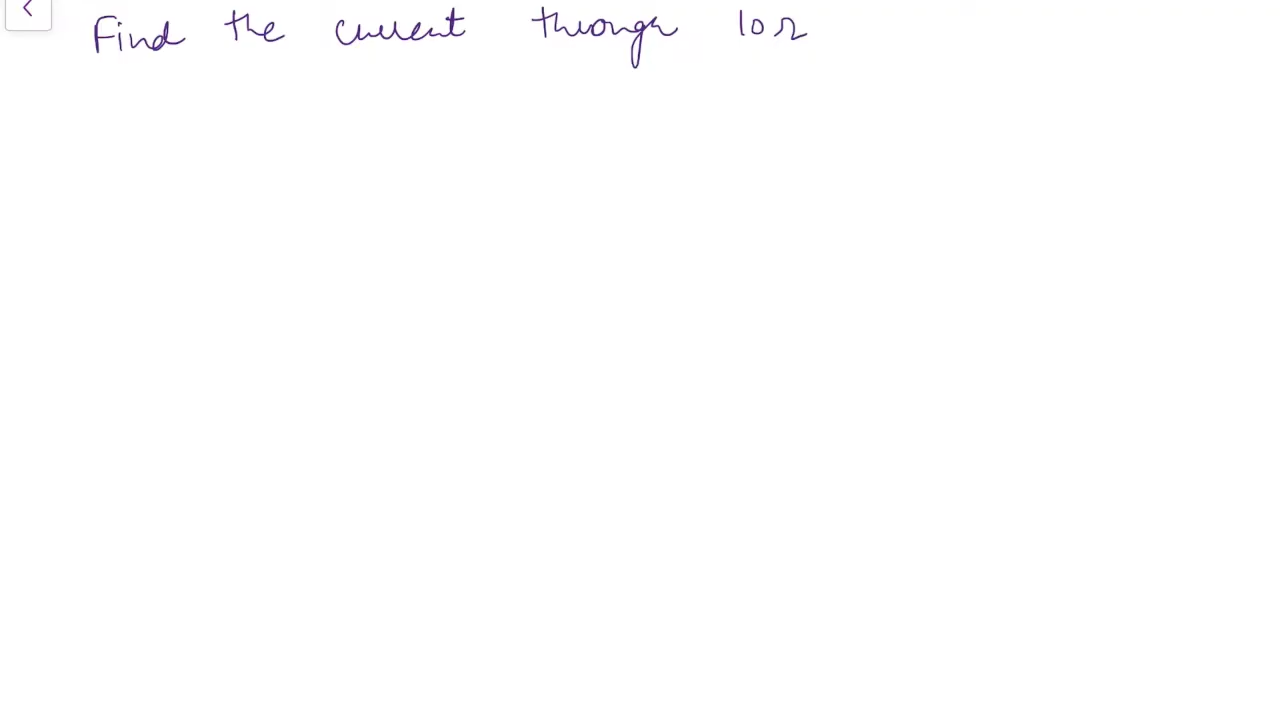 Find the current through 10Ω